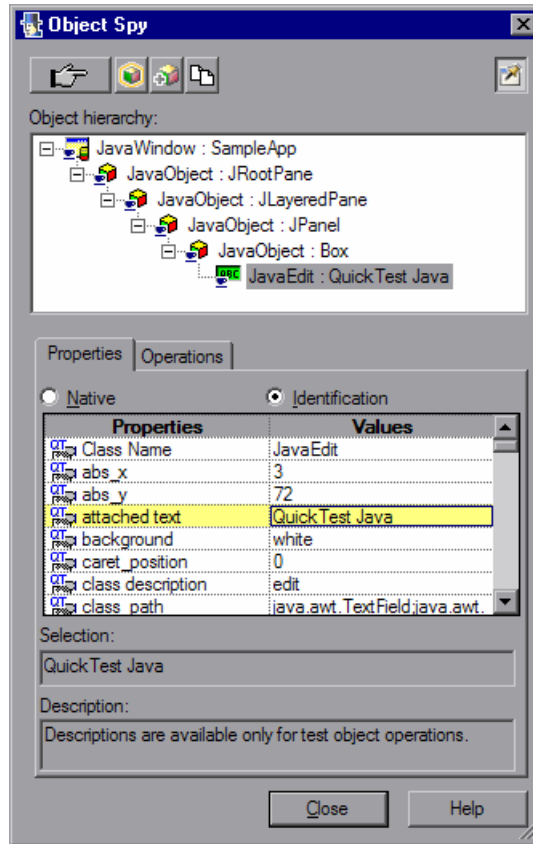 Object Spy
Object hierarchy:
JavaWindow : SampleApp
JavaObject : JRootPane
JavaObject : JLayeredPane
JavaObject : JPanel
JavaObject : Box
ABC JavaEdit : QuickTest Java
Properties Operations
Native Identification
Properties Values
Class Name JavaEdit
abs_x 3
abs_y 72
attached text QuickTest Java
background white
caret_position 0
class description edit
class_path java.awt.TextField;java.awt.
Selection:
QuickTest Java
Description:
Descriptions are available only for test object operations.
Close Help